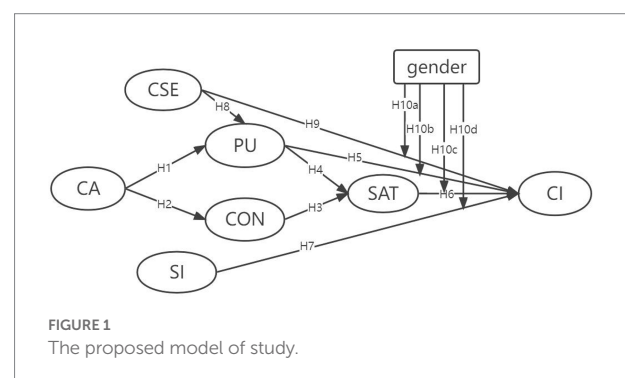 gender
CSE
H10a
H8
H9
H10b
H10d
PU
H5
H10c
H1
H4
CA
SAT
H6
CI
H2
H3
CON
H7
SI
FIGURE 1
The proposed model of study.